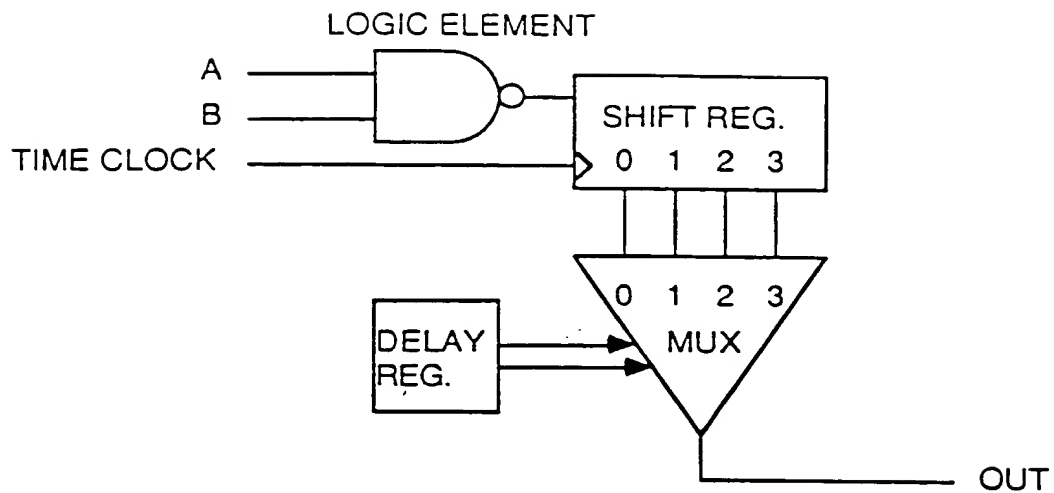 LOGIC ELEMENT
A
B
TIME CLOCK
SHIFT REG.
0 1 2 3
0 1 2 3
MUX
DELAY
REG.
OUT